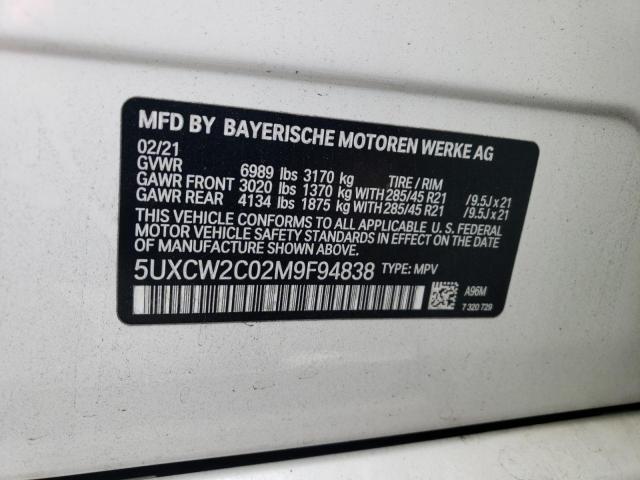 MFD BY BAYERISCHE MOTOREN WERKE AG
02/21
GVWR 6989 lbs 3170 kg TIRE / RIM
GAWR FRONT 3020 lbs 1370 kg WITH 285/45 R21 /9.5J x 21
GAWR REAR 4134 lbs 1875 kg WITH 285/45 R21 /9.5J x 21
THIS VEHICLE CONFORMS TO ALL APPLICABLE U.S. FEDERAL
MOTOR VEHICLE SAFETY STANDARDS IN EFFECT ON
THE DATE OF MANUFACTURE SHOWN ABOVE.
5UXCW2C02M9F94838 TYPE: MPV
A96M
7 320 729